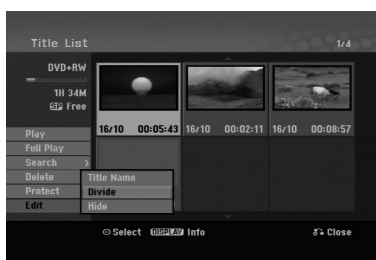 Title List
1/4
DVD+RW
1H 34M
SP Free
16/10 00:05:43 16/10 00:02:11 16/10 00:08:57
Play
Full Play
Search
Delete
Protect
Edit
Title Name
Divide
Hide
Select DISPLAY Info Close